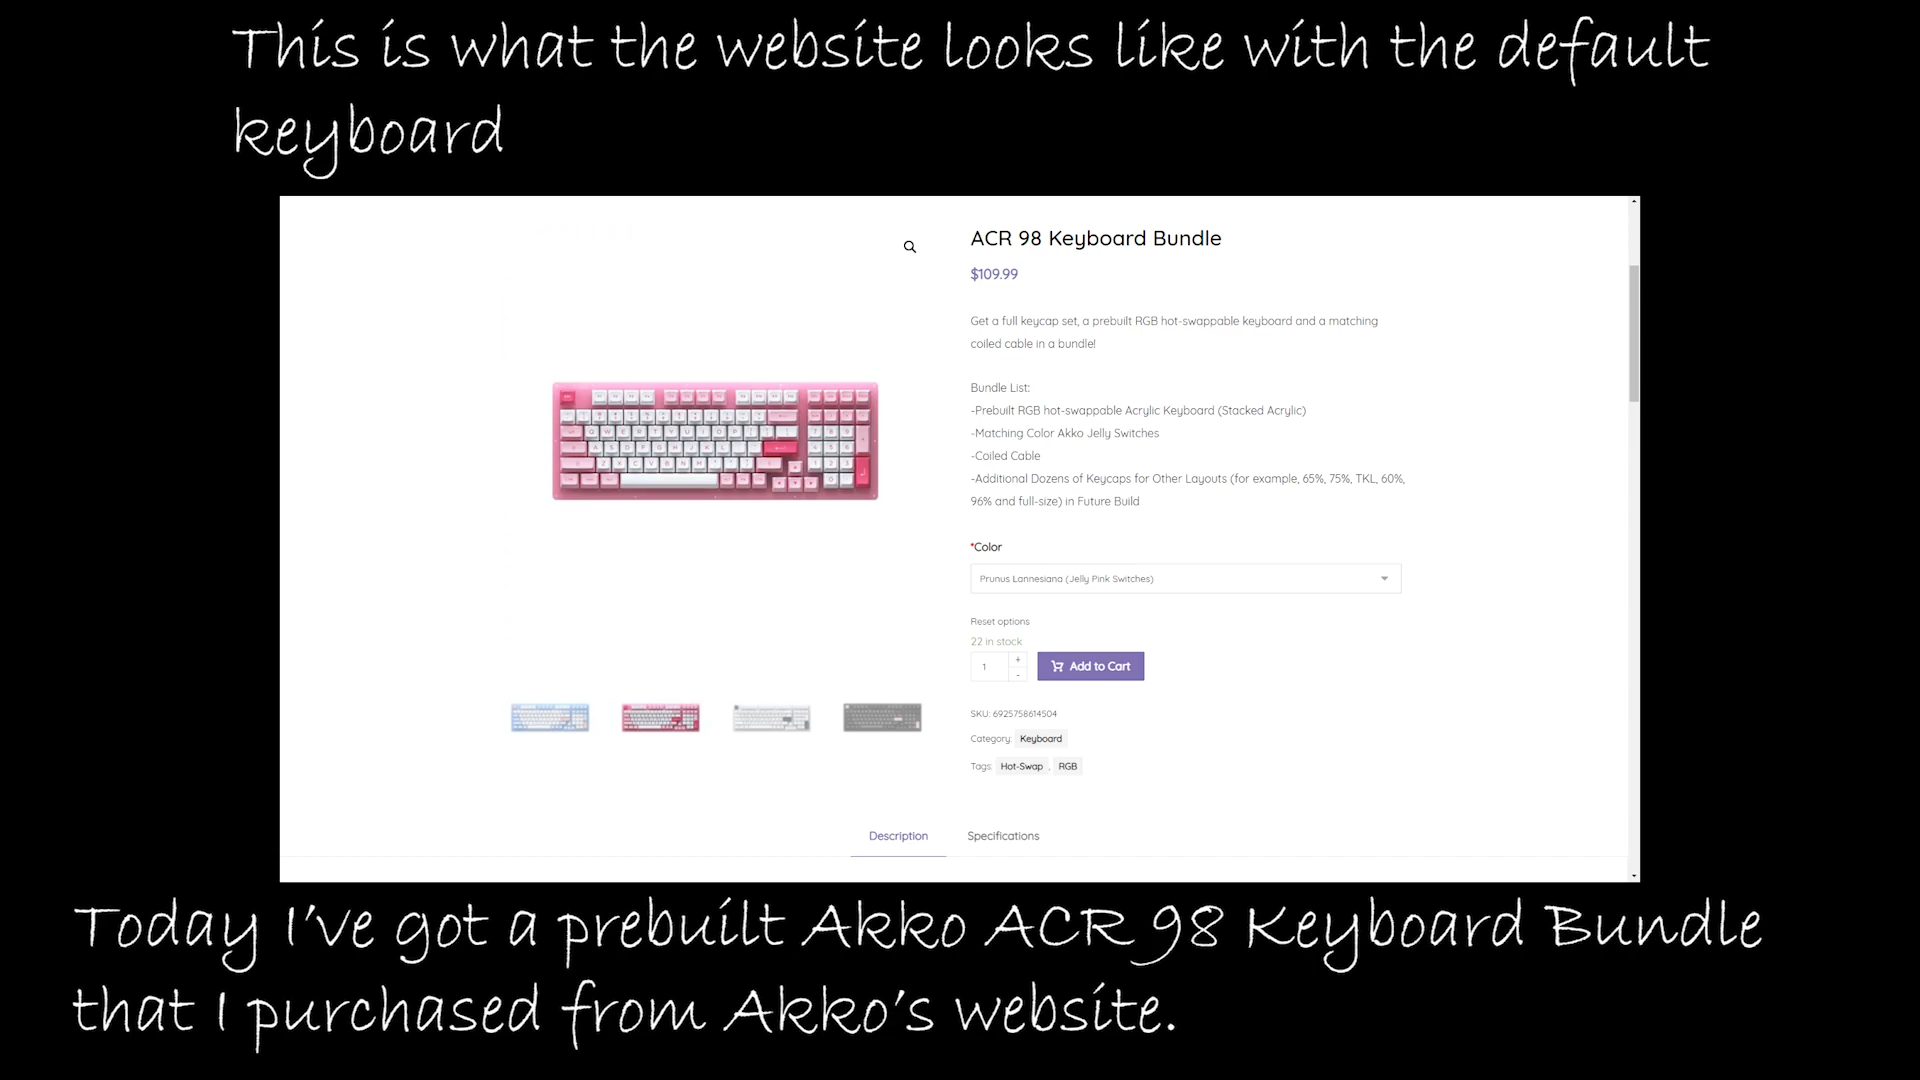 This is what the website looks like with the default
keyboard
ACR 98 Keyboard Bundle
$109.99
Get a full keycap set, a prebuilt RGB hot-swappable keyboard and a matching
coiled cable in a bundle!
Bundle List:
-Prebuilt RGB hot-swappable Acrylic Keyboard (Stacked Acrylic)
-Matching Color Akko Jelly Switches
-Coiled Cable
-Additional Dozens of Keycaps for Other Layouts (for example, 65%, 75%, TKL, 60%,
96% and full-size) in Future Build
*Color
Prunus Lannesiana (Jelly Pink Switches)
Reset options
22 in stock
1 + -
Add to Cart
SKU: 6925758614504
Category: Keyboard
Tags: Hot-Swap , RGB
Description Specifications
Today I've got a prebuilt Akko ACR 98 Keyboard Bundle
that I purchased from Akko's website.